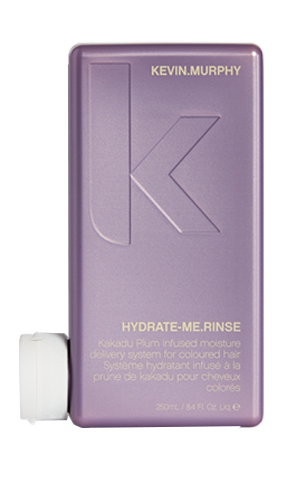 KEVIN.MURPHY
K
HYDRATE-ME.RINSE
Kakadu Plum infused moisture
delivery system for coloured hair
Système hydratant infusé à la
prune de kakadu pour cheveux
colorés
250mL / 8.4 Fl. Oz. Liq. ℮